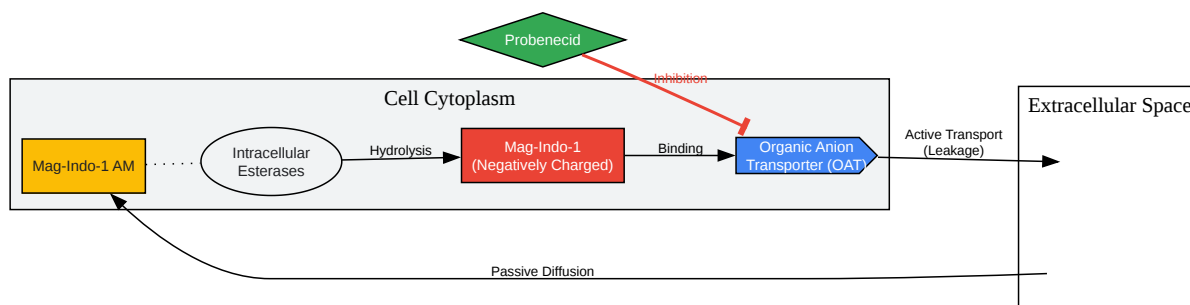 Probenecid
Inhibition
Cell Cytoplasm
Extracellular Space
Mag-Indo-1 AM
Intracellular
Esterases
Hydrolysis
Mag-Indo-1
(Negatively Charged)
Binding
Organic Anion
Transporter (OAT)
Active Transport
(Leakage)
Passive Diffusion